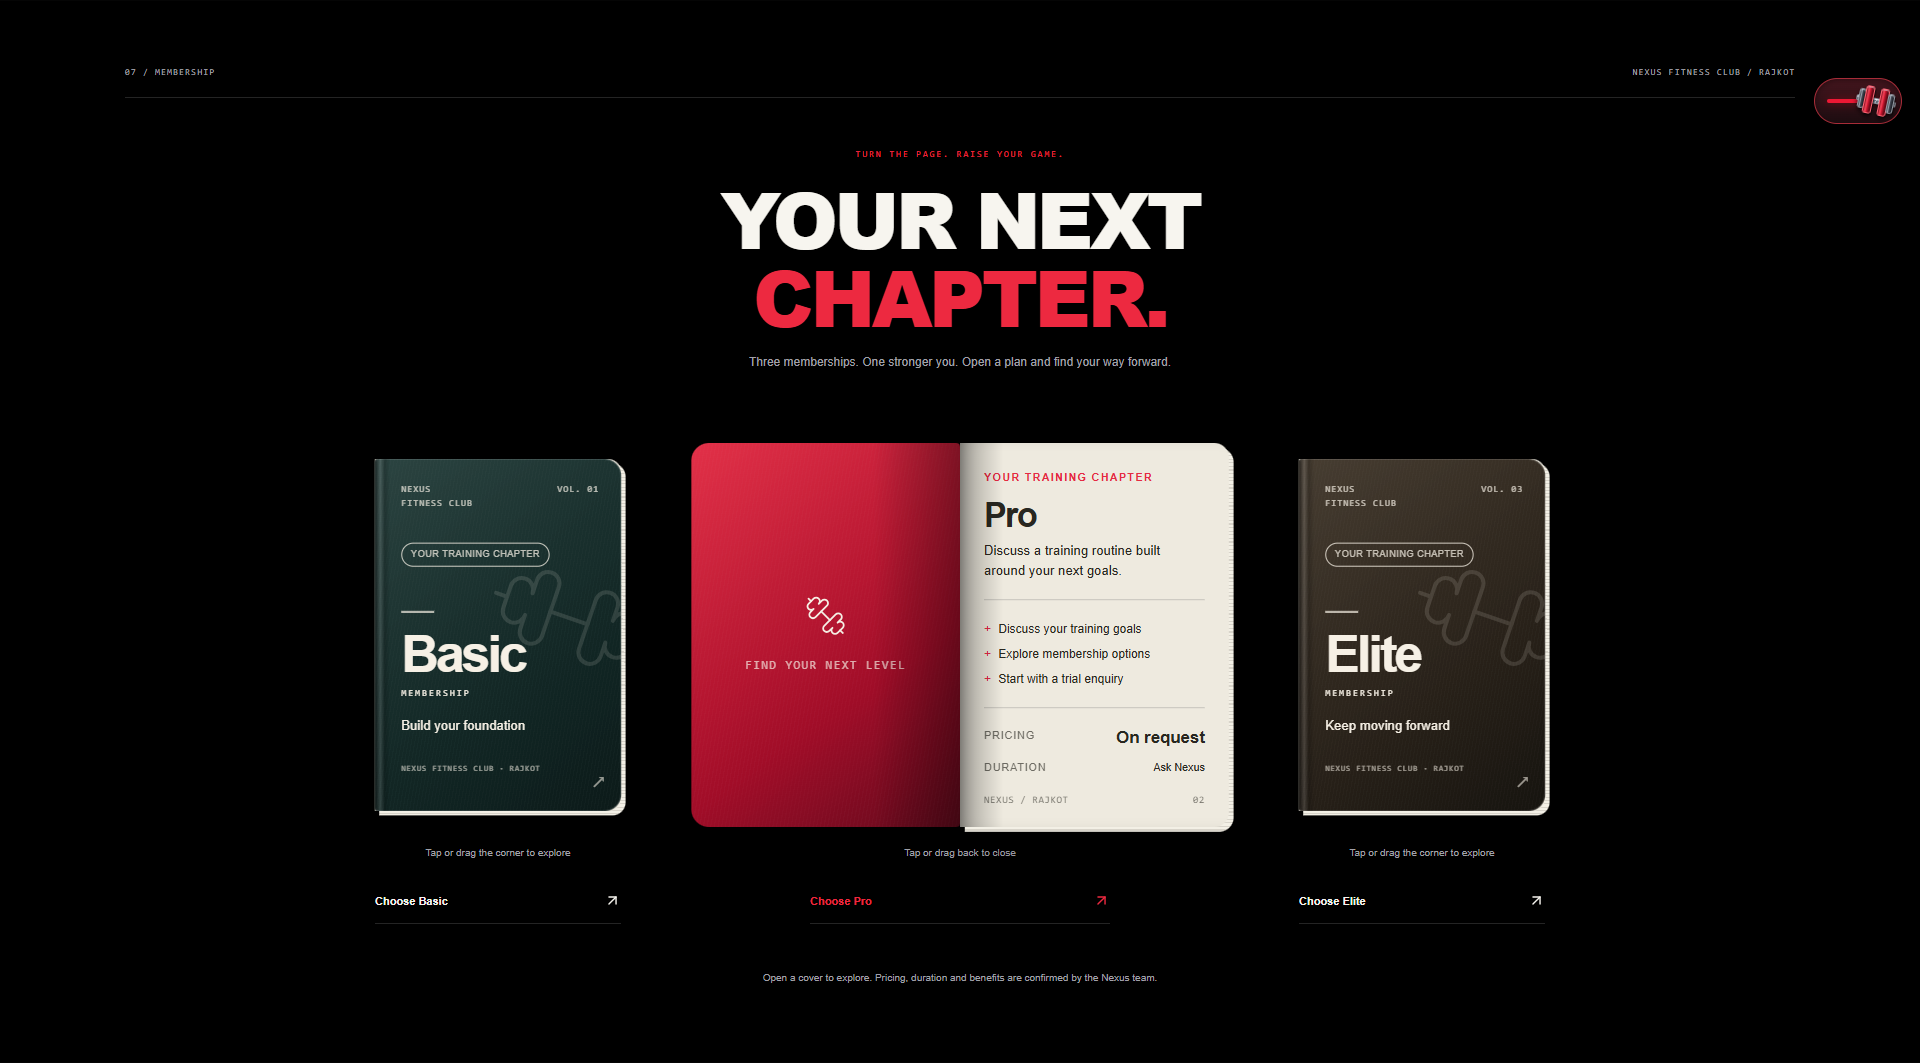 07 / MEMBERSHIP
NEXUS FITNESS CLUB / RAJKOT
TURN THE PAGE. RAISE YOUR GAME.
YOUR NEXT
CHAPTER.
Three memberships. One stronger you. Open a plan and find your way forward.
NEXUS
FITNESS CLUB
VOL. 01
YOUR TRAINING CHAPTER
Basic
MEMBERSHIP
Build your foundation
NEXUS FITNESS CLUB - RAJKOT
Tap or drag the corner to explore
Choose Basic
FIND YOUR NEXT LEVEL
YOUR TRAINING CHAPTER
Pro
Discuss a training routine built
around your next goals.
+ Discuss your training goals
+ Explore membership options
+ Start with a trial enquiry
PRICING On request
DURATION Ask Nexus
NEXUS / RAJKOT 02
Tap or drag back to close
Choose Pro
NEXUS
FITNESS CLUB
VOL. 03
YOUR TRAINING CHAPTER
Elite
MEMBERSHIP
Keep moving forward
NEXUS FITNESS CLUB - RAJKOT
Tap or drag the corner to explore
Choose Elite
Open a cover to explore. Pricing, duration and benefits are confirmed by the Nexus team.